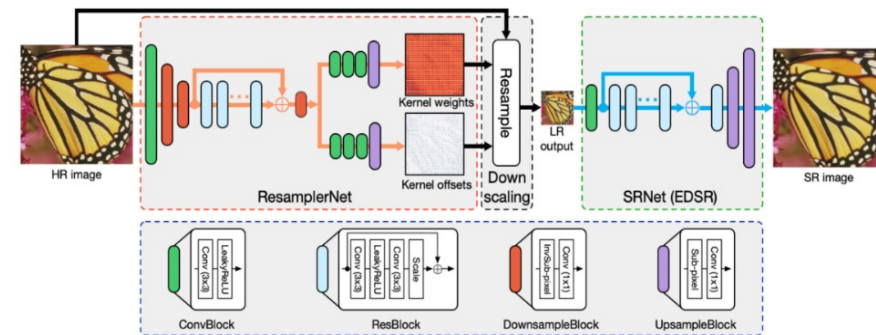 HR image
ResamplerNet
Kernel weights
Kernel offsets
Resample
Down
scaling
LR
output
SRNet (EDSR)
SR image
Conv (3x3)
LeakyReLU
ConvBlock
Conv (3x3)
LeakyReLU
Conv (3x3)
Scale
ResBlock
InvSub-pixel
Conv (1x1)
DownsampleBlock
Sub-pixel
Conv (1x1)
UpsampleBlock